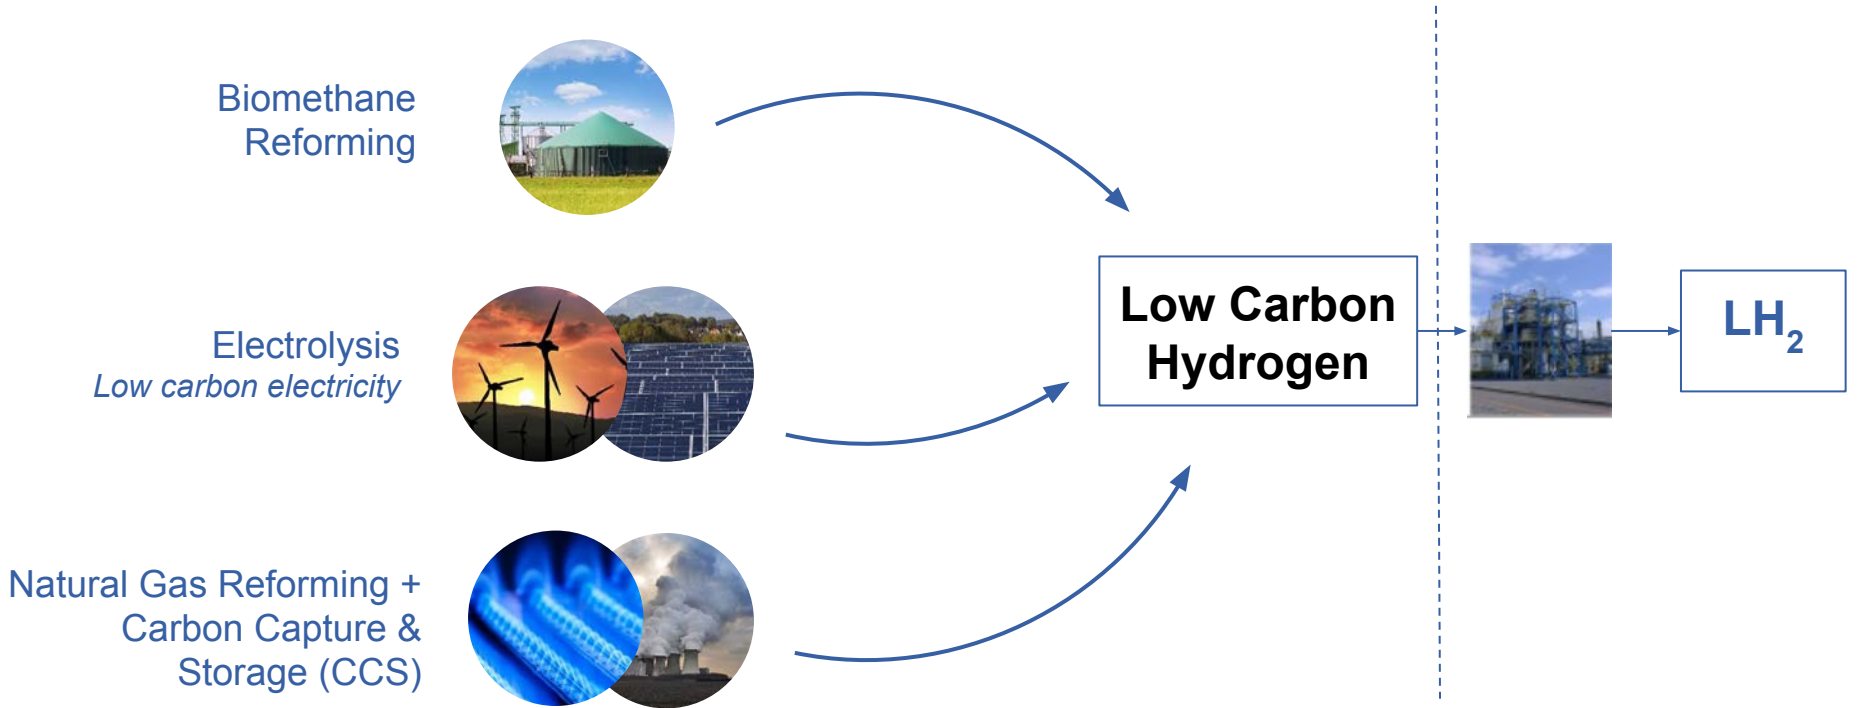 Biomethane
Reforming
Electrolysis
Low carbon electricity
Natural Gas Reforming +
Carbon Capture &
Storage (CCS)
Low Carbon
Hydrogen
LH₂